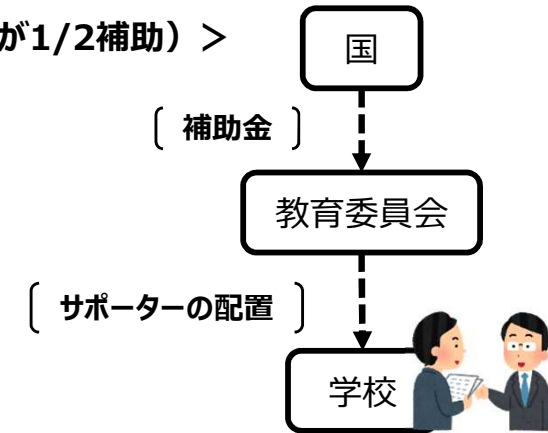 が1/2補助）＞
国
〔 補助金 〕
教育委員会
〔 サポーターの配置 〕
学校